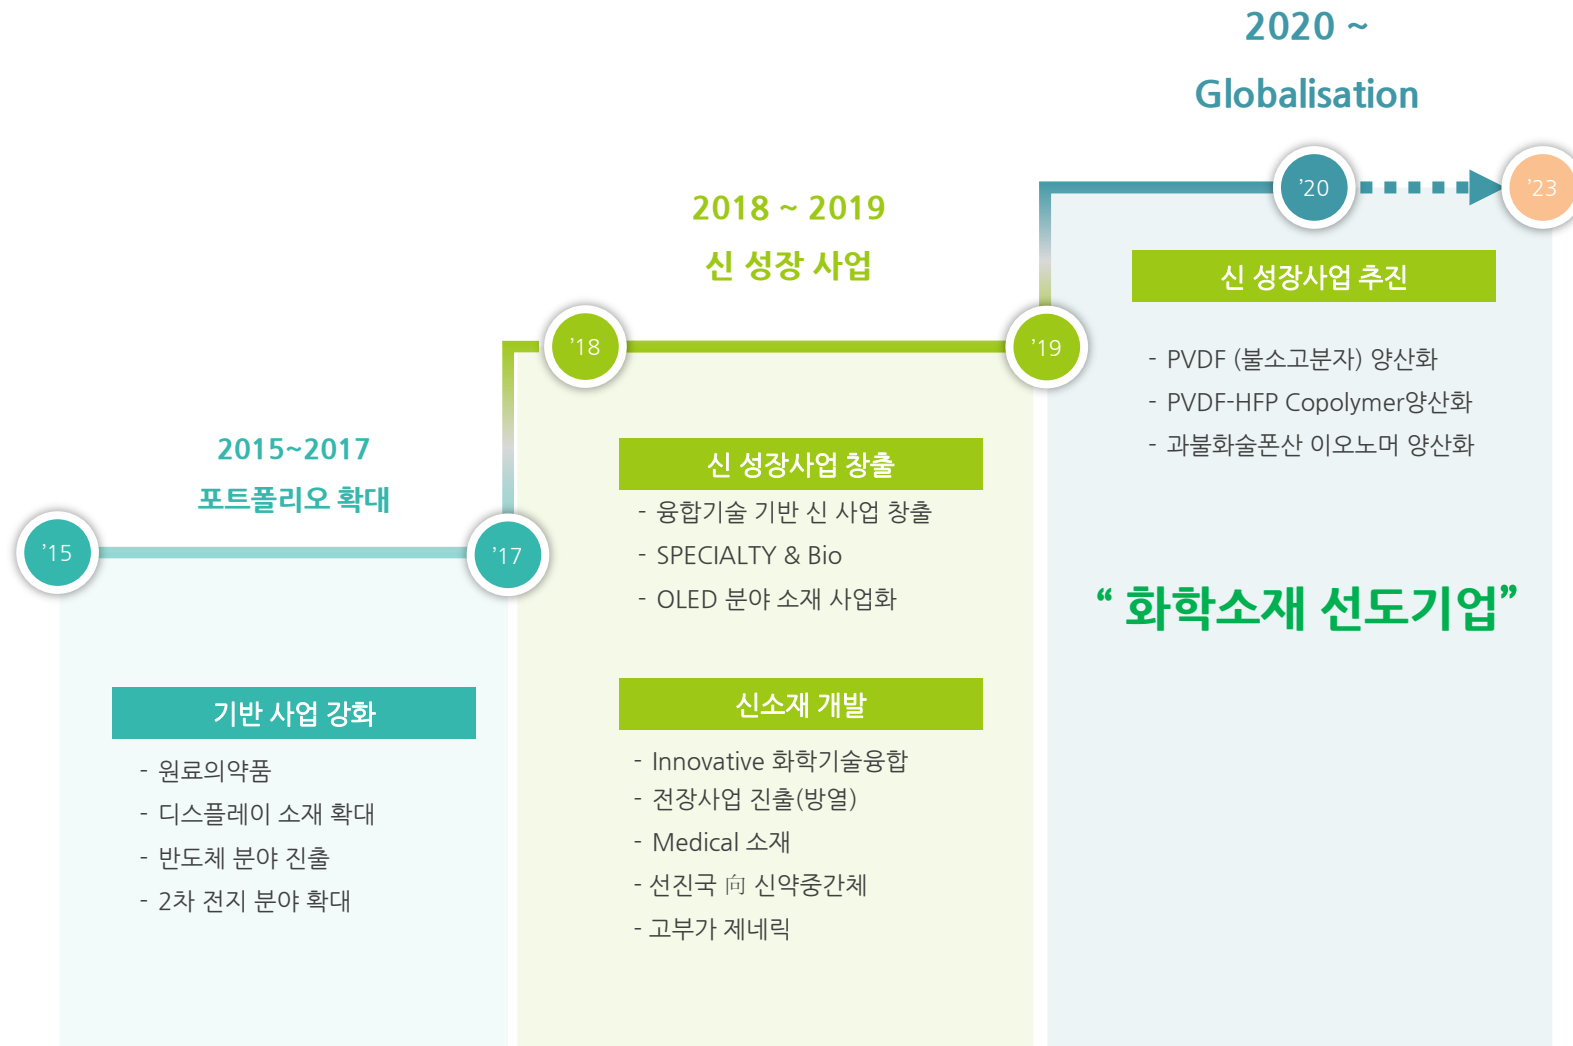 2015~2017
포트폴리오 확대
’15
’17
기반 사업 강화
- 원료의약품
- 디스플레이 소재 확대
- 반도체 분야 진출
- 2차 전지 분야 확대
2018 ~ 2019
신 성장 사업
’18
’19
신 성장사업 창출
- 융합기술 기반 신 사업 창출
- SPECIALTY & Bio
- OLED 분야 소재 사업화
신소재 개발
- Innovative 화학기술융합
- 전장사업 진출(방열)
- Medical 소재
- 선진국 向 신약중간체
- 고부가 제네릭
2020 ~
Globalisation
’20
’23
신 성장사업 추진
- PVDF (불소고분자) 양산화
- PVDF-HFP Copolymer양산화
- 과불화술폰산 이오노머 양산화
“ 화학소재 선도기업”